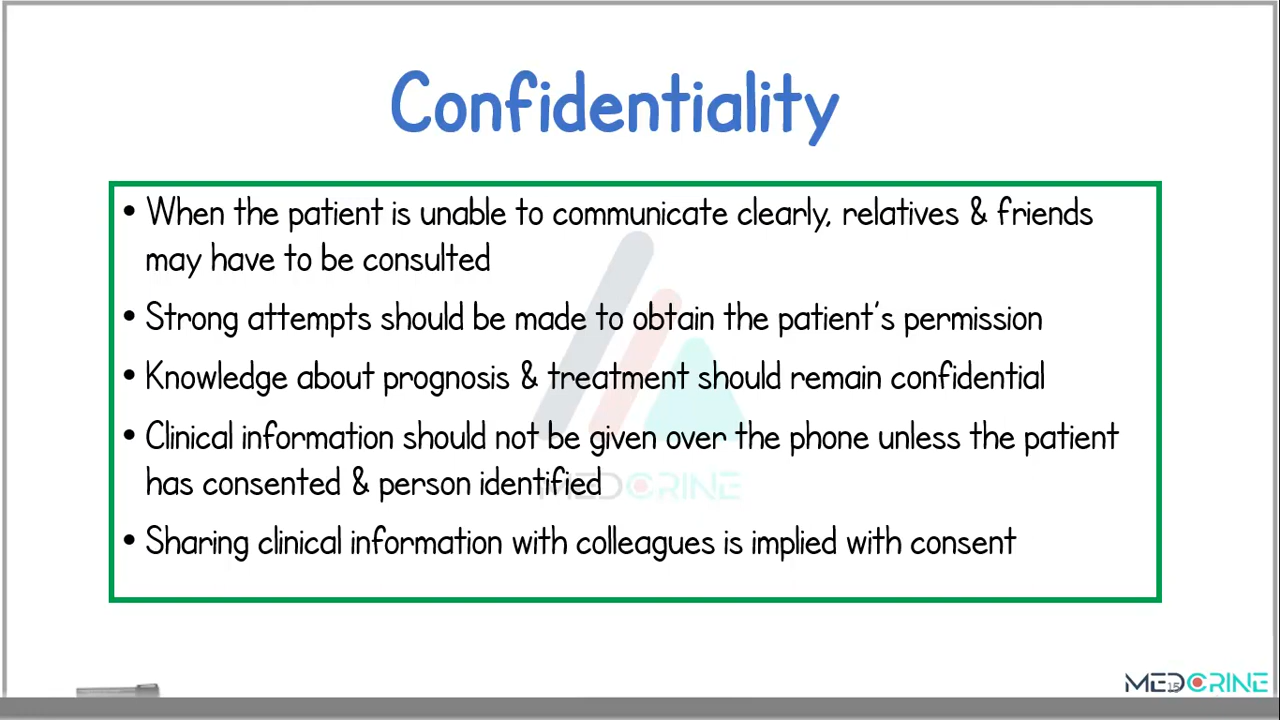 Confidentiality
• When the patient is unable to communicate clearly, relatives & friends
may have to be consulted
• Strong attempts should be made to obtain the patient's permission
• Knowledge about prognosis & treatment should remain confidential
• Clinical information should not be given over the phone unless the patient
has consented & person identified
• Sharing clinical information with colleagues is implied with consent
MEDCRINE
MEDCRINE
15